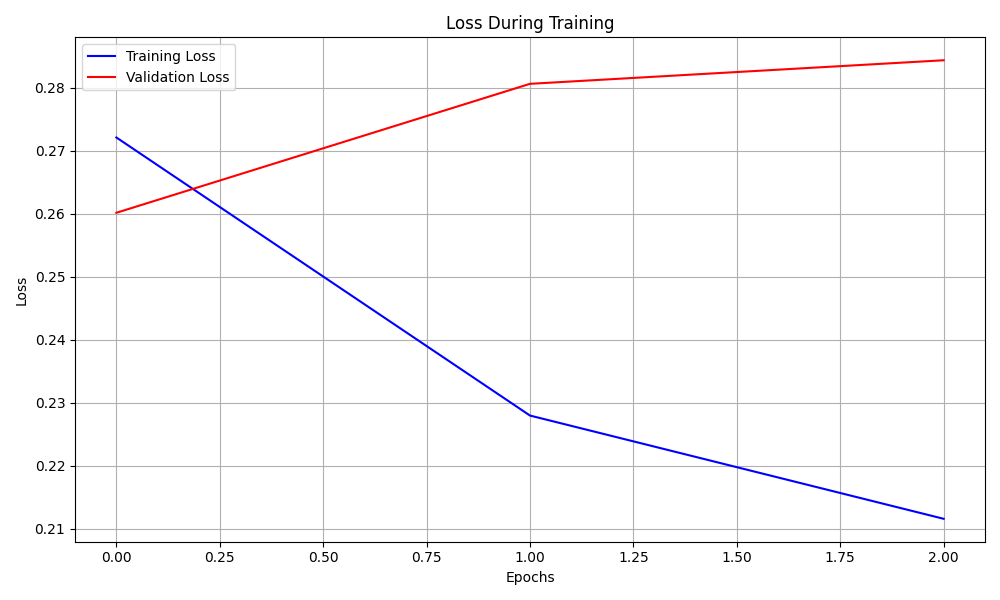 Loss During Training
Training Loss
Validation Loss
0.28
0.27
0.26
0.25
0.24
0.23
0.22
0.21
Loss
0.00 0.25 0.50 0.75 1.00 1.25 1.50 1.75 2.00
Epochs